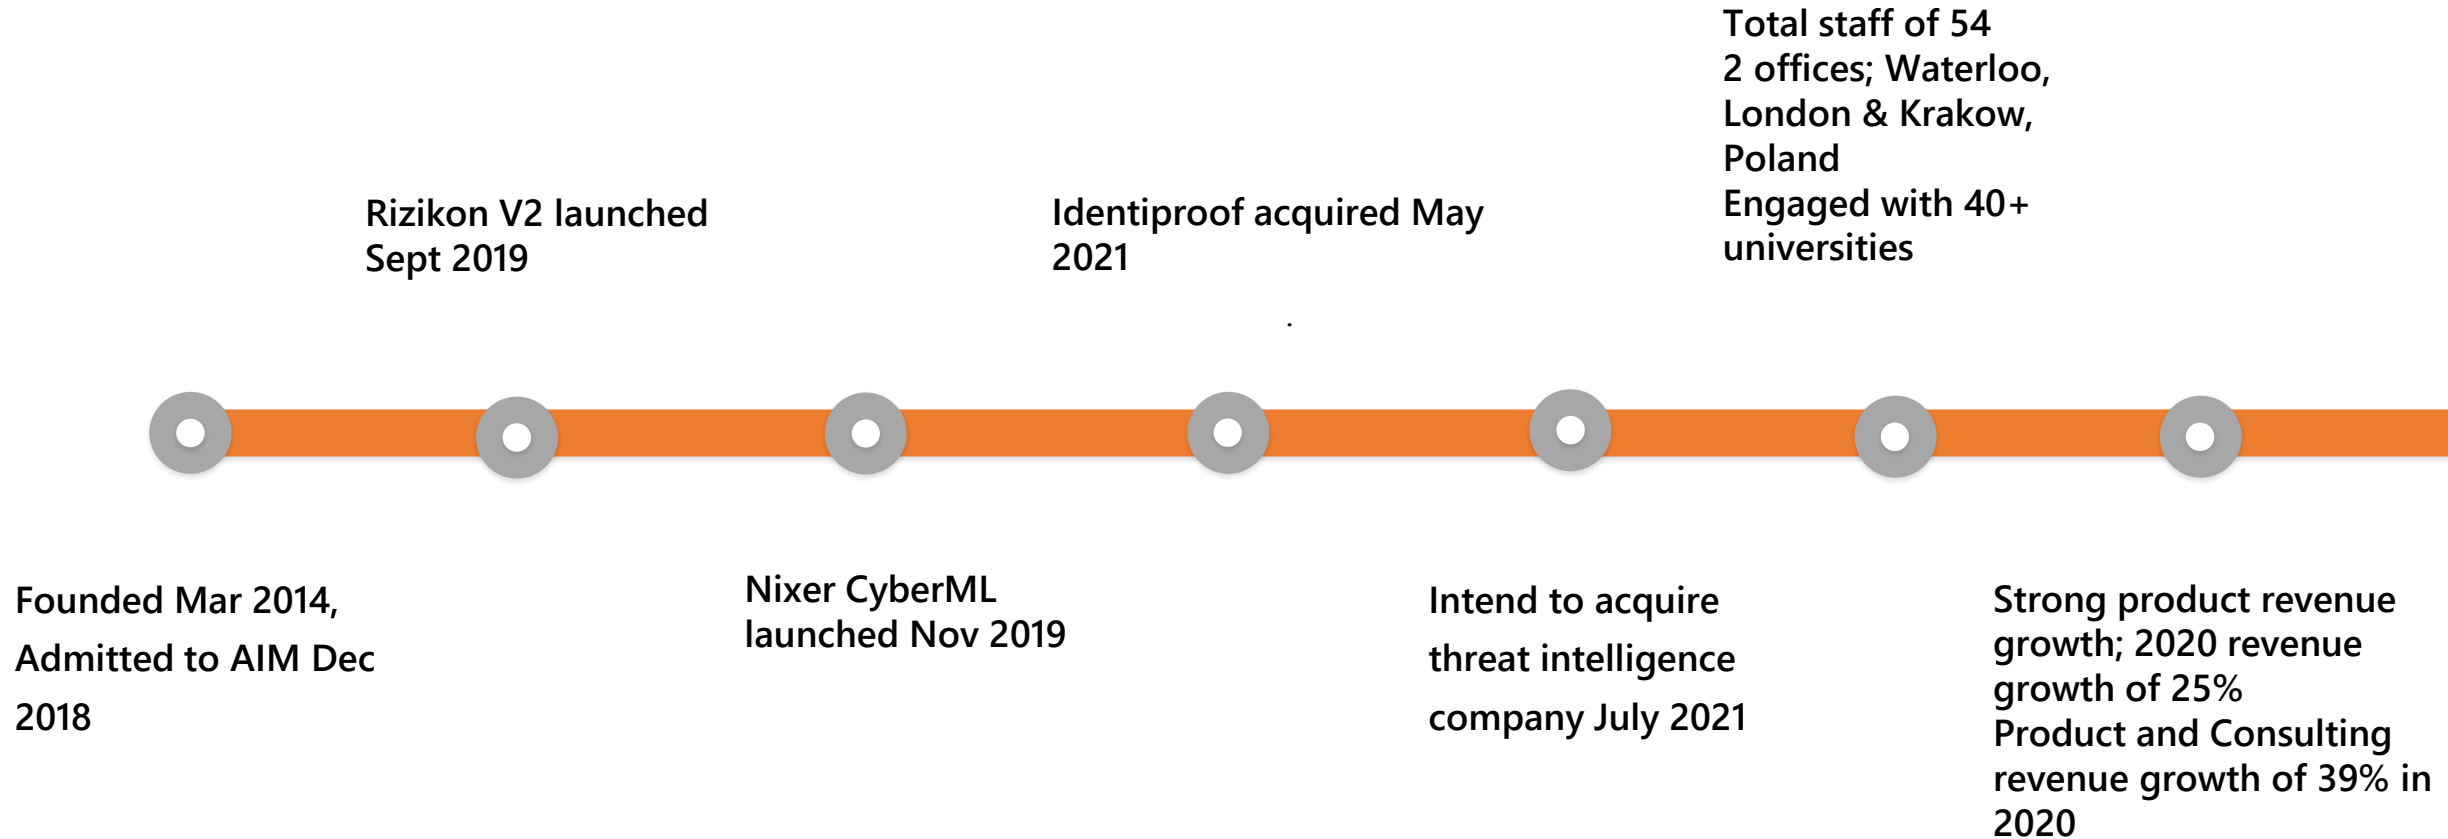 Founded Mar 2014,
Admitted to AIM Dec
2018
Rizikon V2 launched
Sept 2019
Nixer CyberML
launched Nov 2019
Identiproof acquired May
2021
.
Intend to acquire
threat intelligence
company July 2021
Total staff of 54
2 offices; Waterloo,
London & Krakow,
Poland
Engaged with 40+
universities
Strong product revenue
growth; 2020 revenue
growth of 25%
Product and Consulting
revenue growth of 39% in
2020